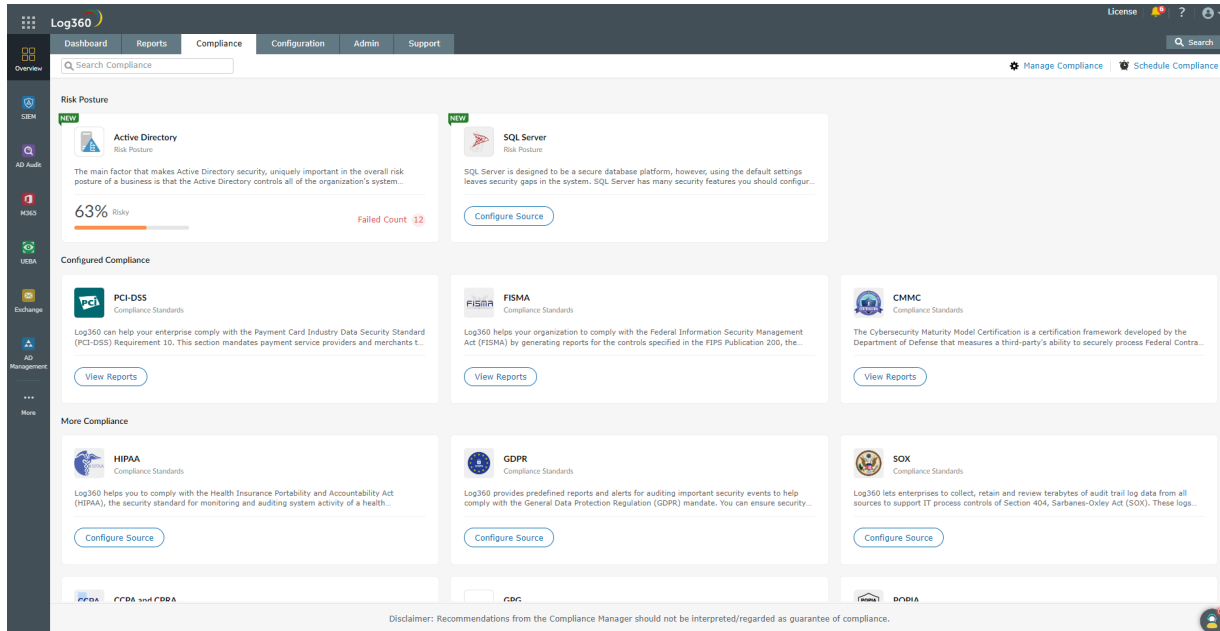 Log360
License
?
Dashboard Reports Compliance Configuration Admin Support
Search
Search Compliance
Manage Compliance
Schedule Compliance
Overview
SIEM
AD Audit
M365
UEBA
Exchange
AD
Management
More
Risk Posture
NEW
Active Directory
Risk Posture
The main factor that makes Active Directory security, uniquely important in the overall risk
posture of a business is that the Active Directory controls all of the organization's system...
63% Risky
Failed Count 12
NEW
SQL Server
Risk Posture
SQL Server is designed to be a secure database platform, however, using the default settings
leaves security gaps in the system. SQL Server has many security features you should configur...
Configure Source
Configured Compliance
PCI
PCI-DSS
Compliance Standards
Log360 can help your enterprise comply with the Payment Card Industry Data Security Standard
(PCI-DSS) Requirement 10. This section mandates payment service providers and merchants t...
View Reports
FISMA
FISMA
Compliance Standards
Log360 helps your organization to comply with the Federal Information Security Management
Act (FISMA) by generating reports for the controls specified in the FIPS Publication 200, the...
View Reports
CMMC
Compliance Standards
The Cybersecurity Maturity Model Certification is a certification framework developed by the
Department of Defense that measures a third-party's ability to securely process Federal Contra...
View Reports
More Compliance
HIPAA
Compliance Standards
Log360 helps you to comply with the Health Insurance Portability and Accountability Act
(HIPAA), the security standard for monitoring and auditing system activity of a health...
Configure Source
GDPR
Compliance Standards
Log360 provides predefined reports and alerts for auditing important security events to help
comply with the General Data Protection Regulation (GDPR) mandate. You can ensure security...
Configure Source
SOX
Compliance Standards
Log360 lets enterprises to collect, retain and review terabytes of audit trail log data from all
sources to support IT process controls of Section 404, Sarbanes-Oxley Act (SOX). These logs...
Configure Source
CCPA
CCPA and CPRA
GPG
POPIA
POPIA
Disclaimer: Recommendations from the Compliance Manager should not be interpreted/regarded as guarantee of compliance.